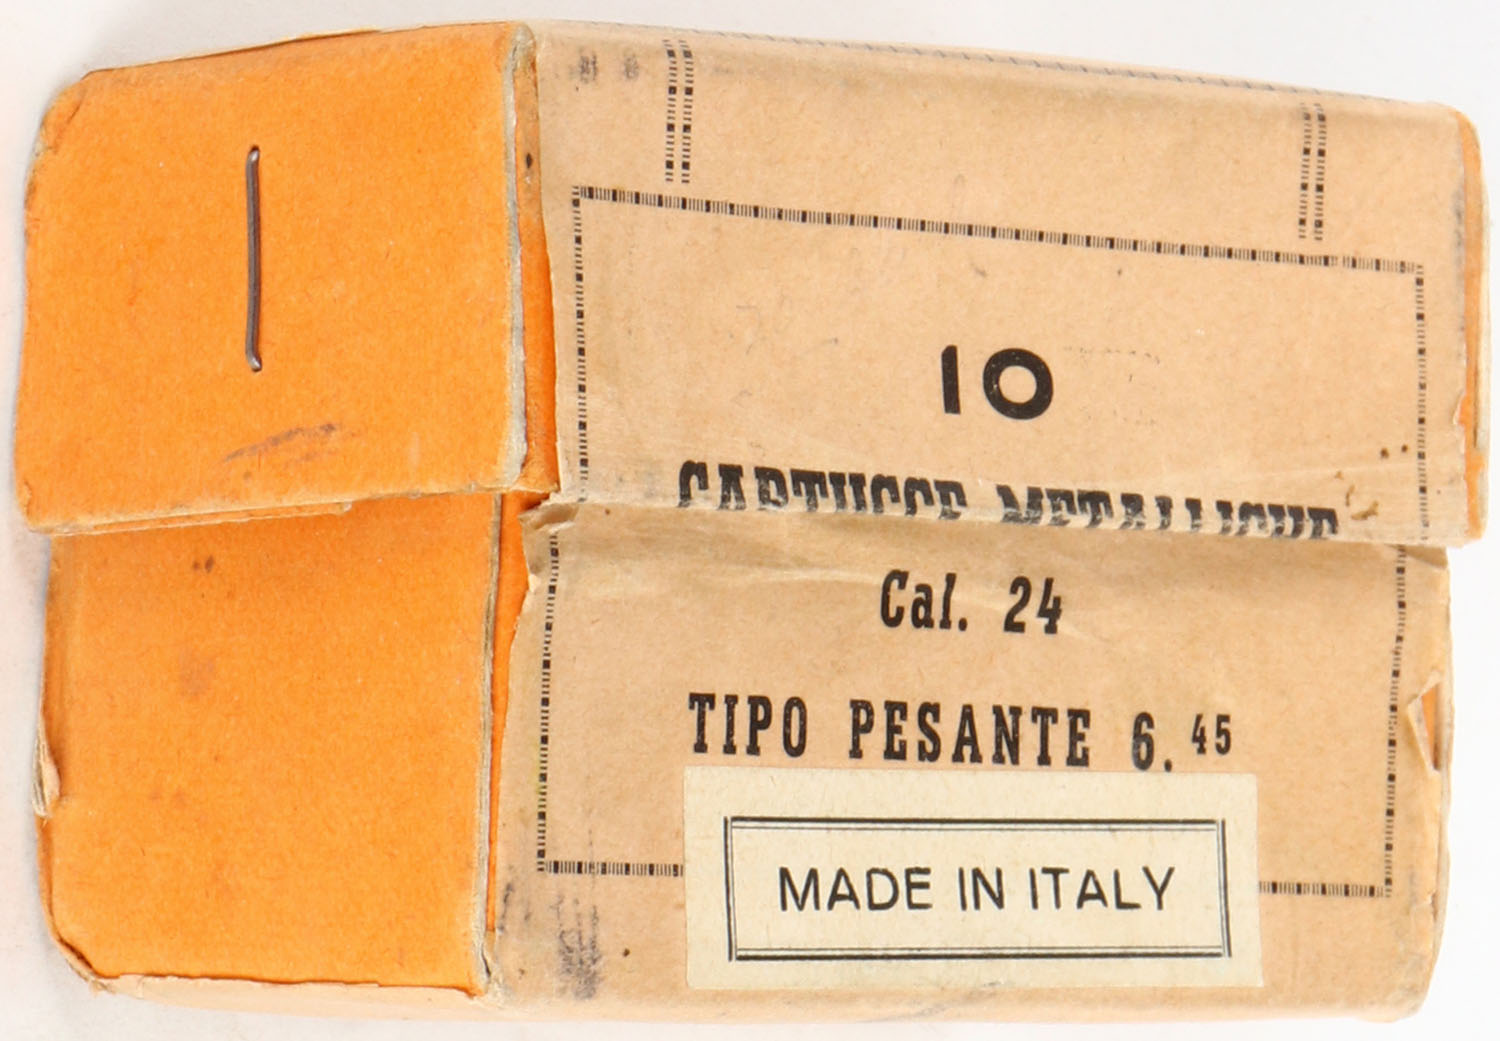 10
CARTUCCE METALLICHE
Cal. 24
TIPO PESANTE 6.45
MADE IN ITALY